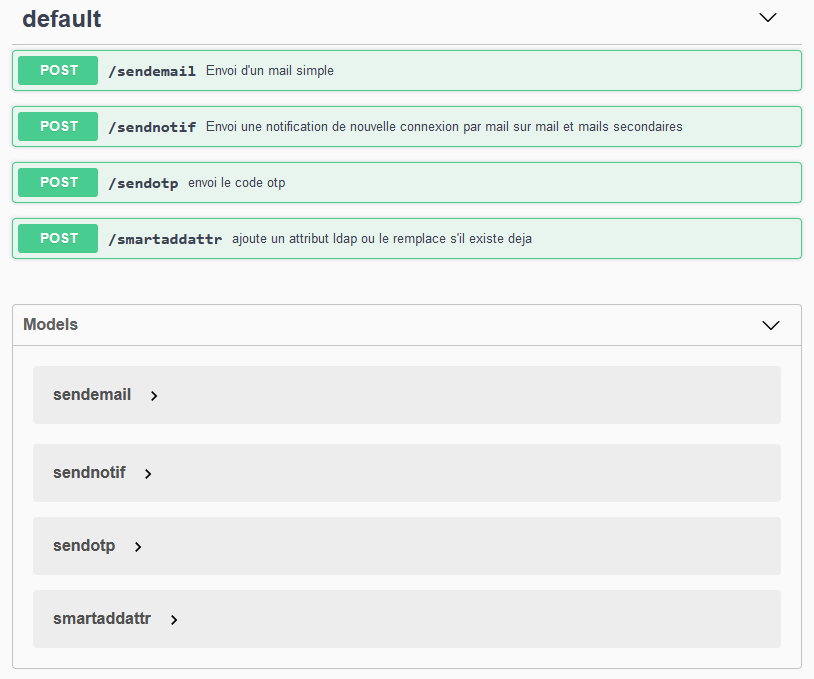 default
POST /sendemail Envoi d'un mail simple
POST /sendnotif Envoi une notification de nouvelle connexion par mail sur mail et mails secondaires
POST /sendotp envoi le code otp
POST /smartaddattr ajoute un attribut ldap ou le remplace s'il existe deja
Models
sendemail
sendnotif
sendotp
smartaddattr